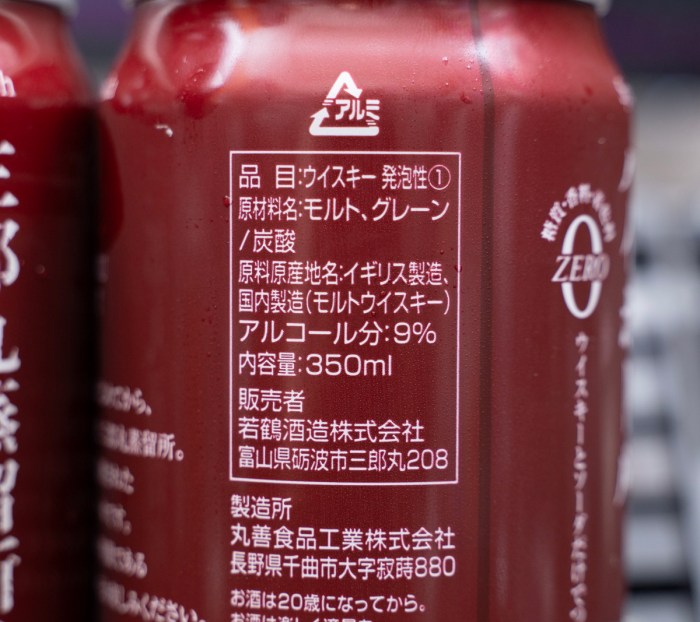 アルミ
品 目:ウイスキー 発泡性①
原材料名:モルト、グレーン
/炭酸
原料原産地名:イギリス製造、
国内製造(モルトウイスキー)
アルコール分:9%
内容量:350ml
販売者
若鶴酒造株式会社
富山県砺波市三郎丸208
製造所
丸善食品工業株式会社
長野県千曲市大字寂蒔880
お酒は20歳になってから。
から、
蒸留所。
ZERO
ウイスキーとソーダだけで